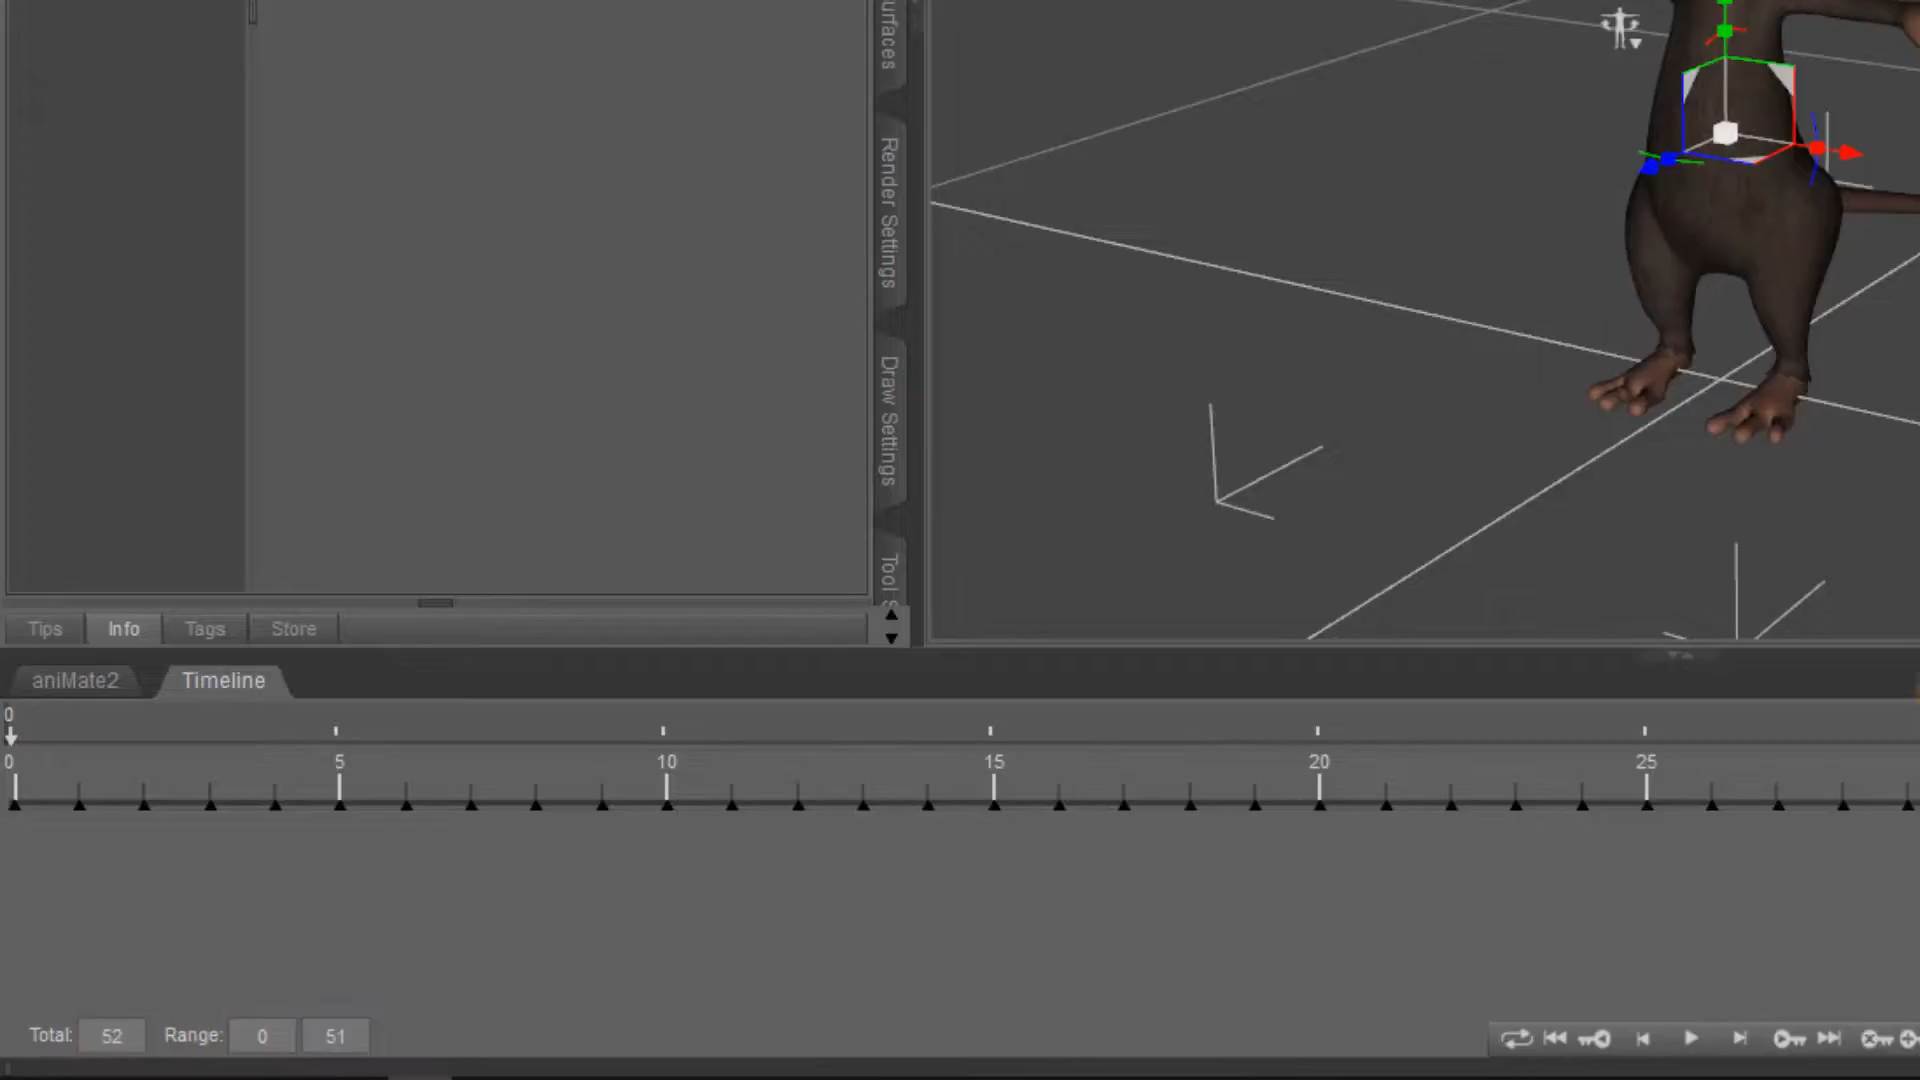 urfaces
Render Settings
Draw Settings
Tool S
Tips
Info
Tags
Store
aniMate2
Timeline
0
0
5
10
15
20
25
Total: 52
Range: 0
51